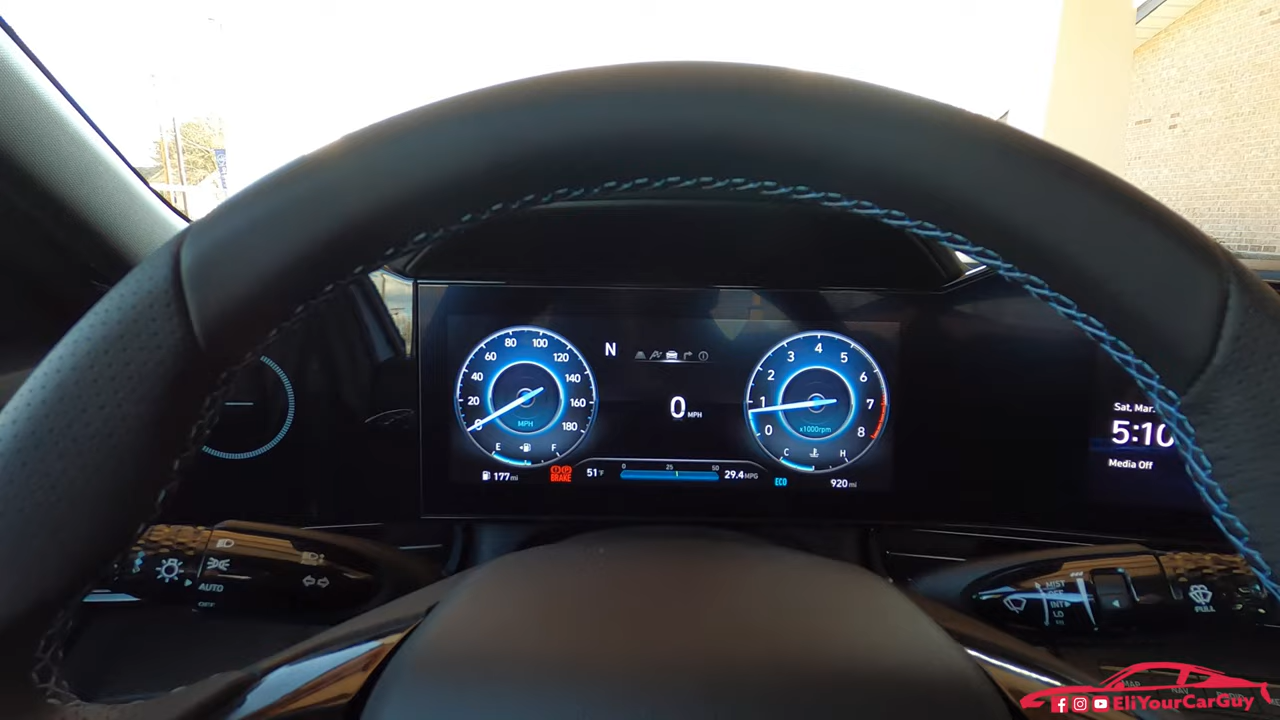 80 100
60 120
40 140
20 160
0 180
MPH
E F
177mi
N
0 MPH
BRAKE
51°F
0 25 50
29.4MPG
4
3 5
2 6
1 7
0 8
x1000rpm
C H
ECO
920mi
Sat. Mar.
5:10
Media Off
AUTO
OFF
MIST
OFF
INT
LO
HI
PULL
EliYourCarGuy